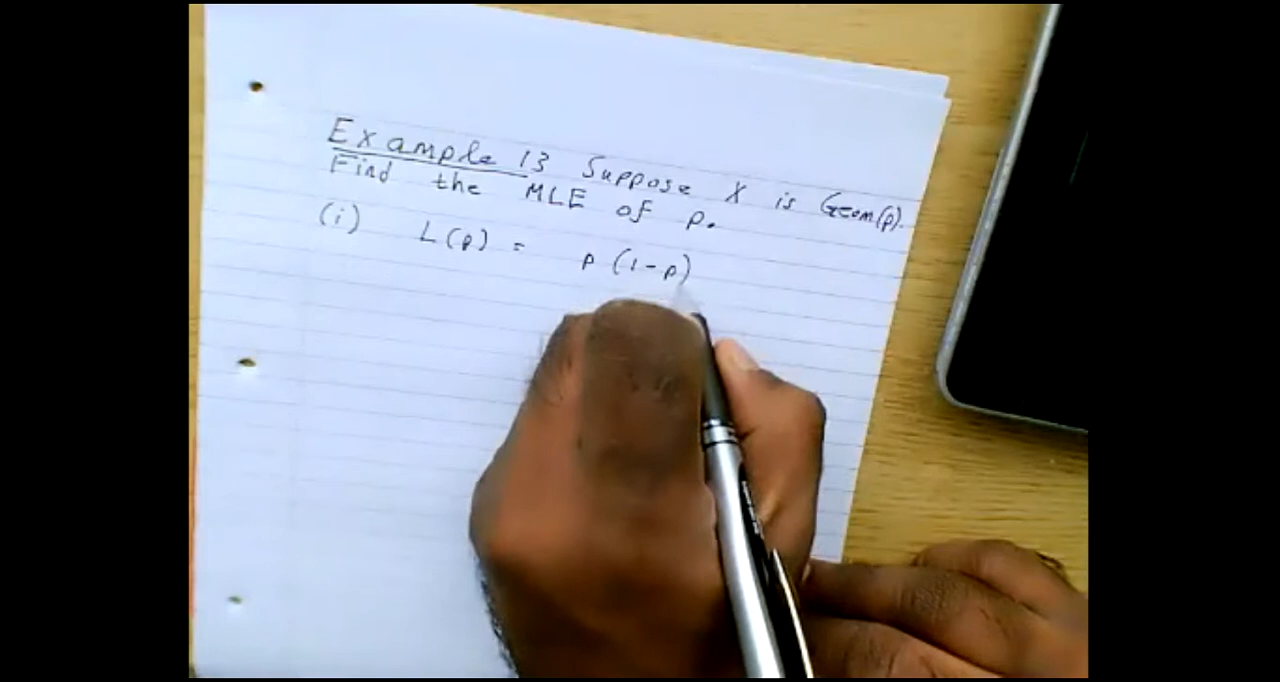 Example 13 Suppose X is Geom(p).
Find the MLE of p.
(i) L(p) = p(1-p)